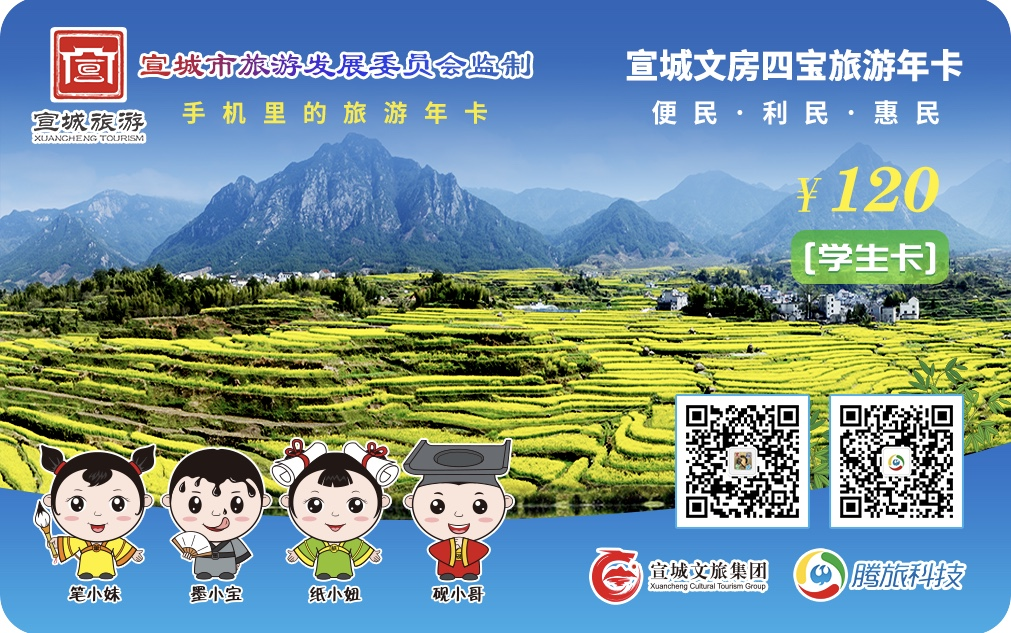 宣城市旅游发展委员会监制
宣城文房四宝旅游年卡
手机里的旅游年卡
便民·利民·惠民
宣
宣城旅游
XUANCHENG TOURISM
¥120
[学生卡]
笔小妹
墨小宝
纸小妞
砚小哥
宣城文旅集团
Xuancheng Cultural Tourism Group
腾旅科技